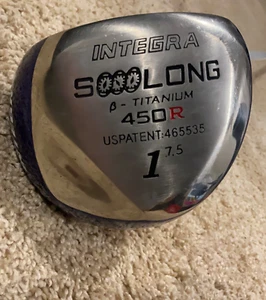 INTEGRA
SOOOLONG
β- TITANIUM
450R
USPATENT:465535
1 7.5